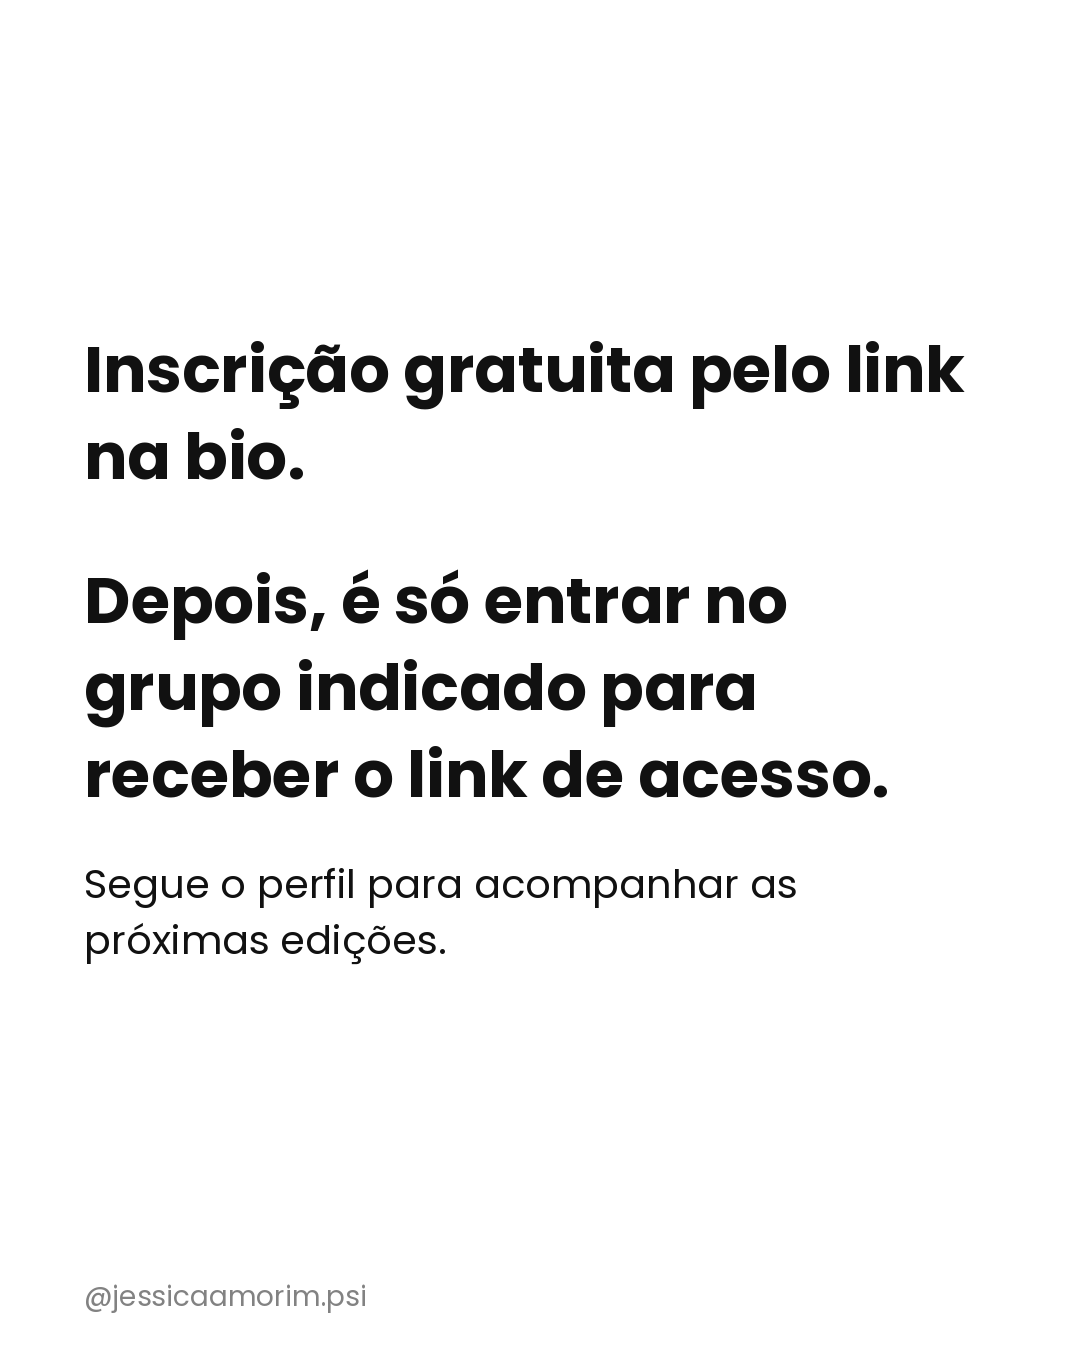 Inscrição gratuita pelo link
na bio.
Depois, é só entrar no
grupo indicado para
receber o link de acesso.
Segue o perfil para acompanhar as
próximas edições.
@jessicaamorim.psi